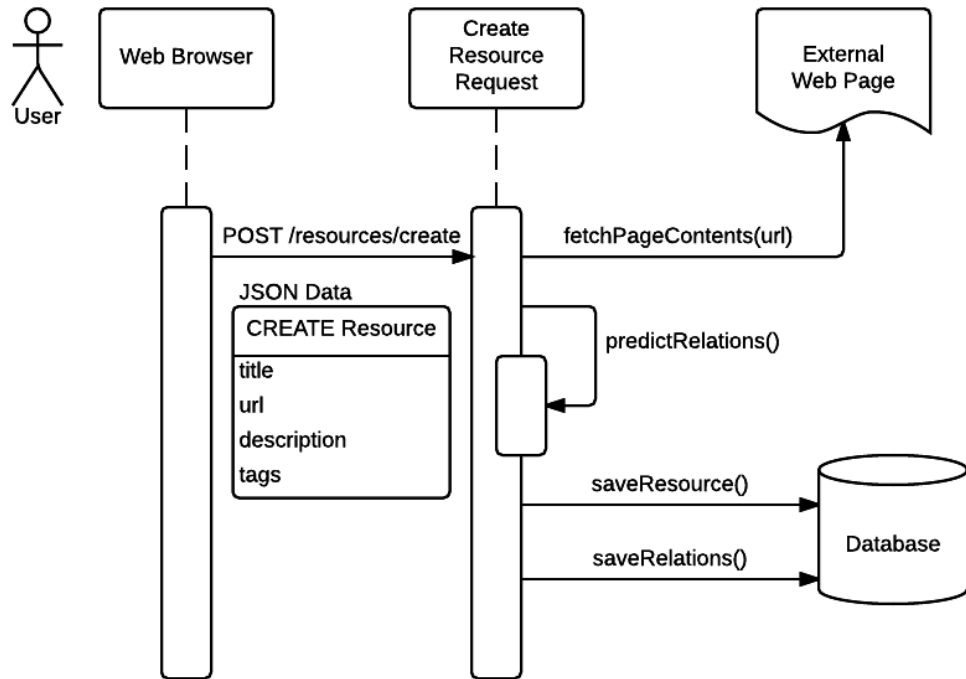 User
Web Browser
Create
Resource
Request
External
Web Page
POST /resources/create
fetchPageContents(url)
JSON Data
CREATE Resource
title
url
description
tags
predictRelations()
saveResource()
saveRelations()
Database